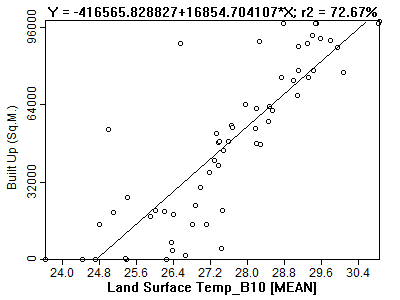 Y = -416565.828827+16854.704107*X; r2 = 72.67%
96000
64000
32000
0
Built Up (Sq.M.)
24.0 24.8 25.6 26.4 27.2 28.0 28.8 29.6 30.4
Land Surface Temp_B10 [MEAN]